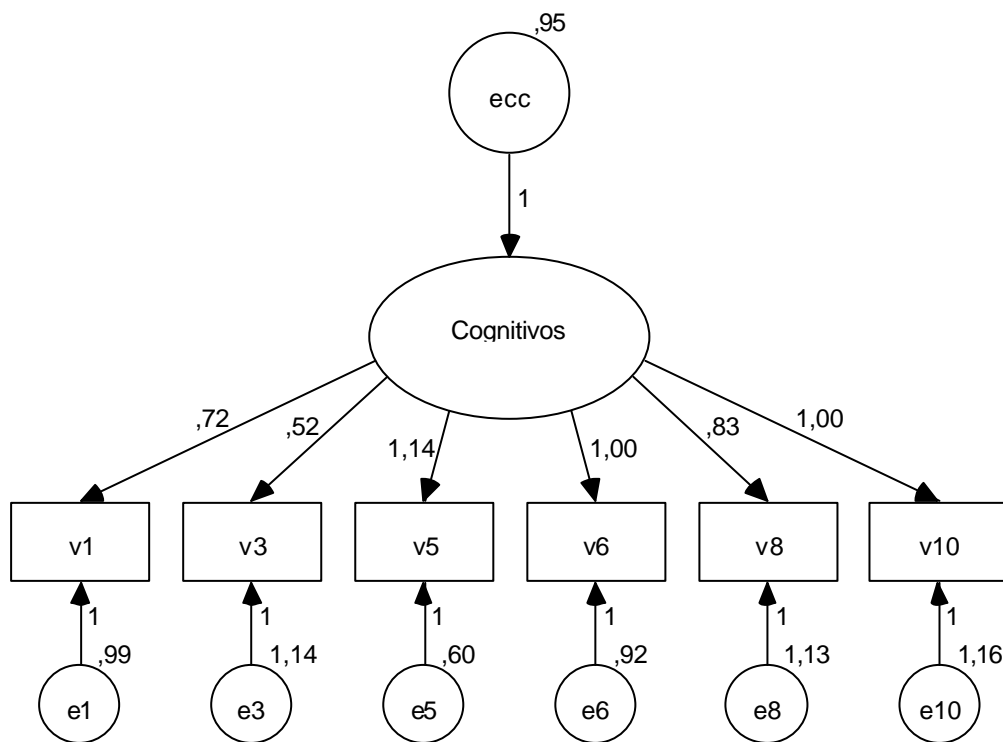 ,95
ecc
1
Cognitivos
,72
,52
1,14
1,00
,83
1,00
v1
v3
v5
v6
v8
v10
1
1
1
1
1
1
,99
1,14
,60
,92
1,13
1,16
e1
e3
e5
e6
e8
e10